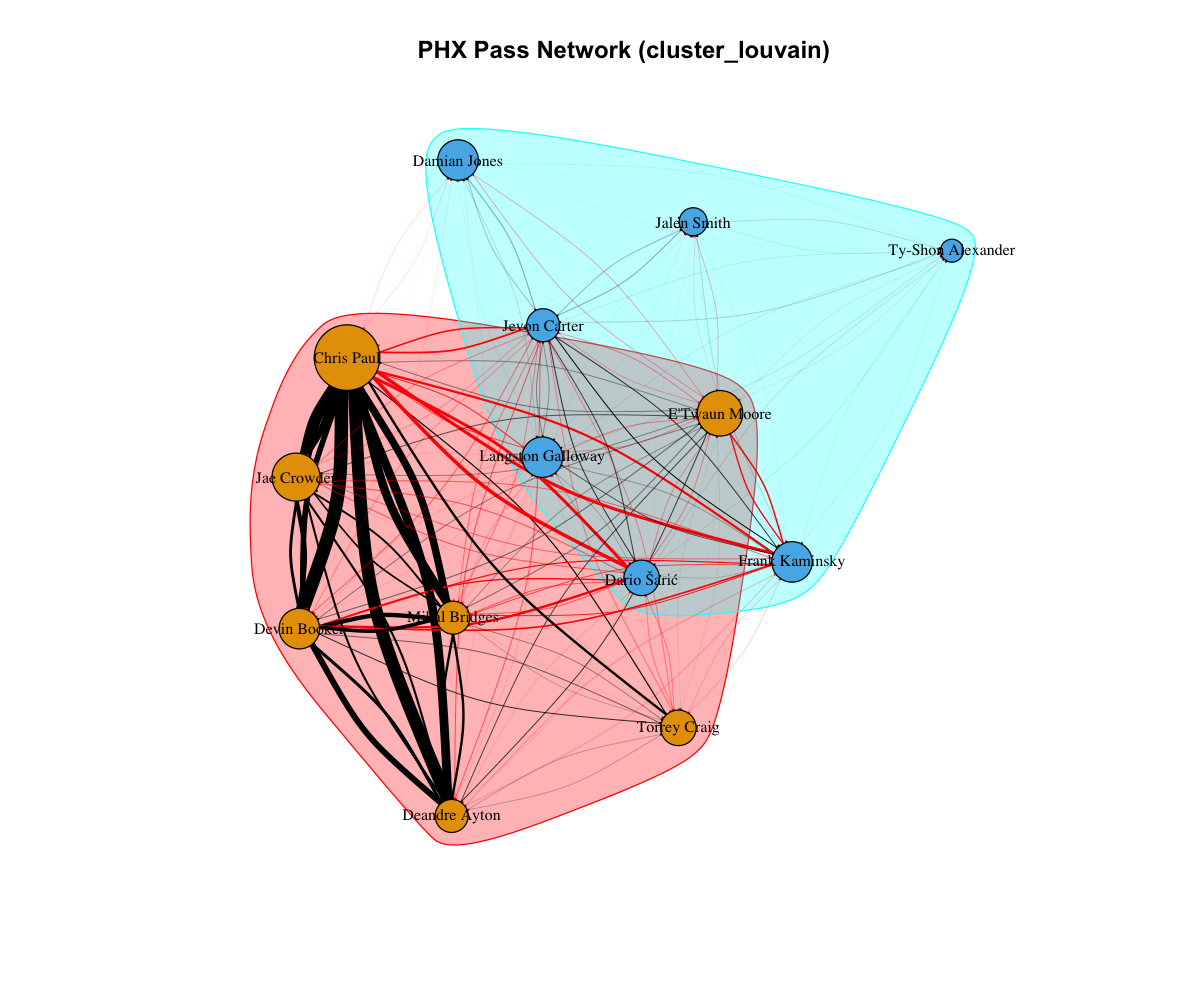 PHX Pass Network (cluster_louvain)
Damian Jones
Jalen Smith
Ty-Shon Alexander
Jevon Carter
Chris Paul
E'Twaun Moore
Langston Galloway
Jae Crowder
Frank Kaminsky
Dario Šarić
Mikal Bridges
Devin Booker
Torrey Craig
Deandre Ayton